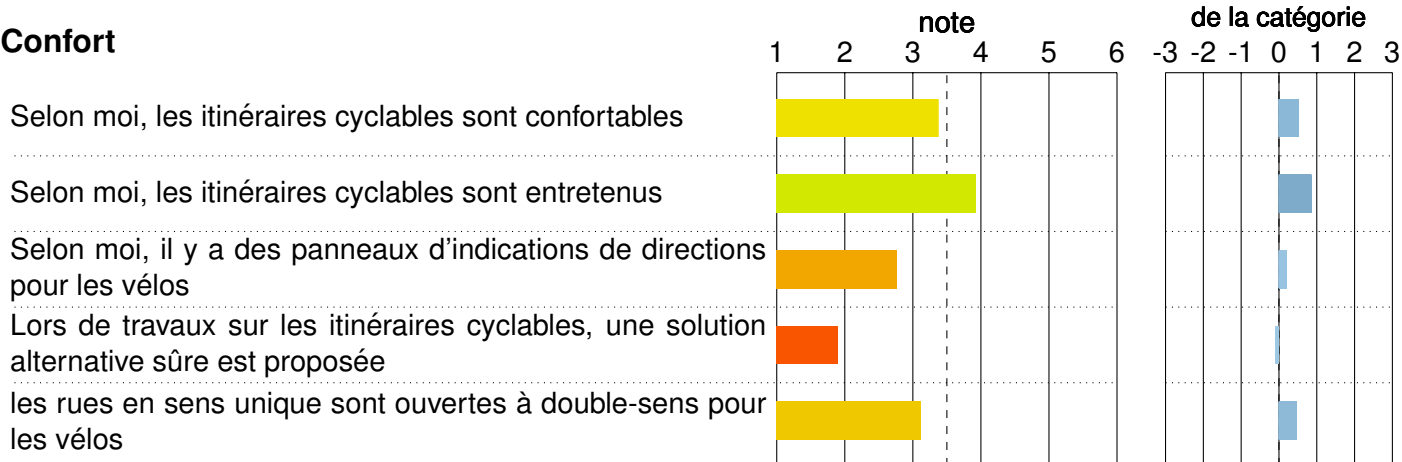 note
de la catégorie
Confort
1 2 3 4 5 6
-3 -2 -1 0 1 2 3
Selon moi, les itinéraires cyclables sont confortables
Selon moi, les itinéraires cyclables sont entretenus
Selon moi, il y a des panneaux d'indications de directions
pour les vélos
Lors de travaux sur les itinéraires cyclables, une solution
alternative sûre est proposée
les rues en sens unique sont ouvertes à double-sens pour
les vélos